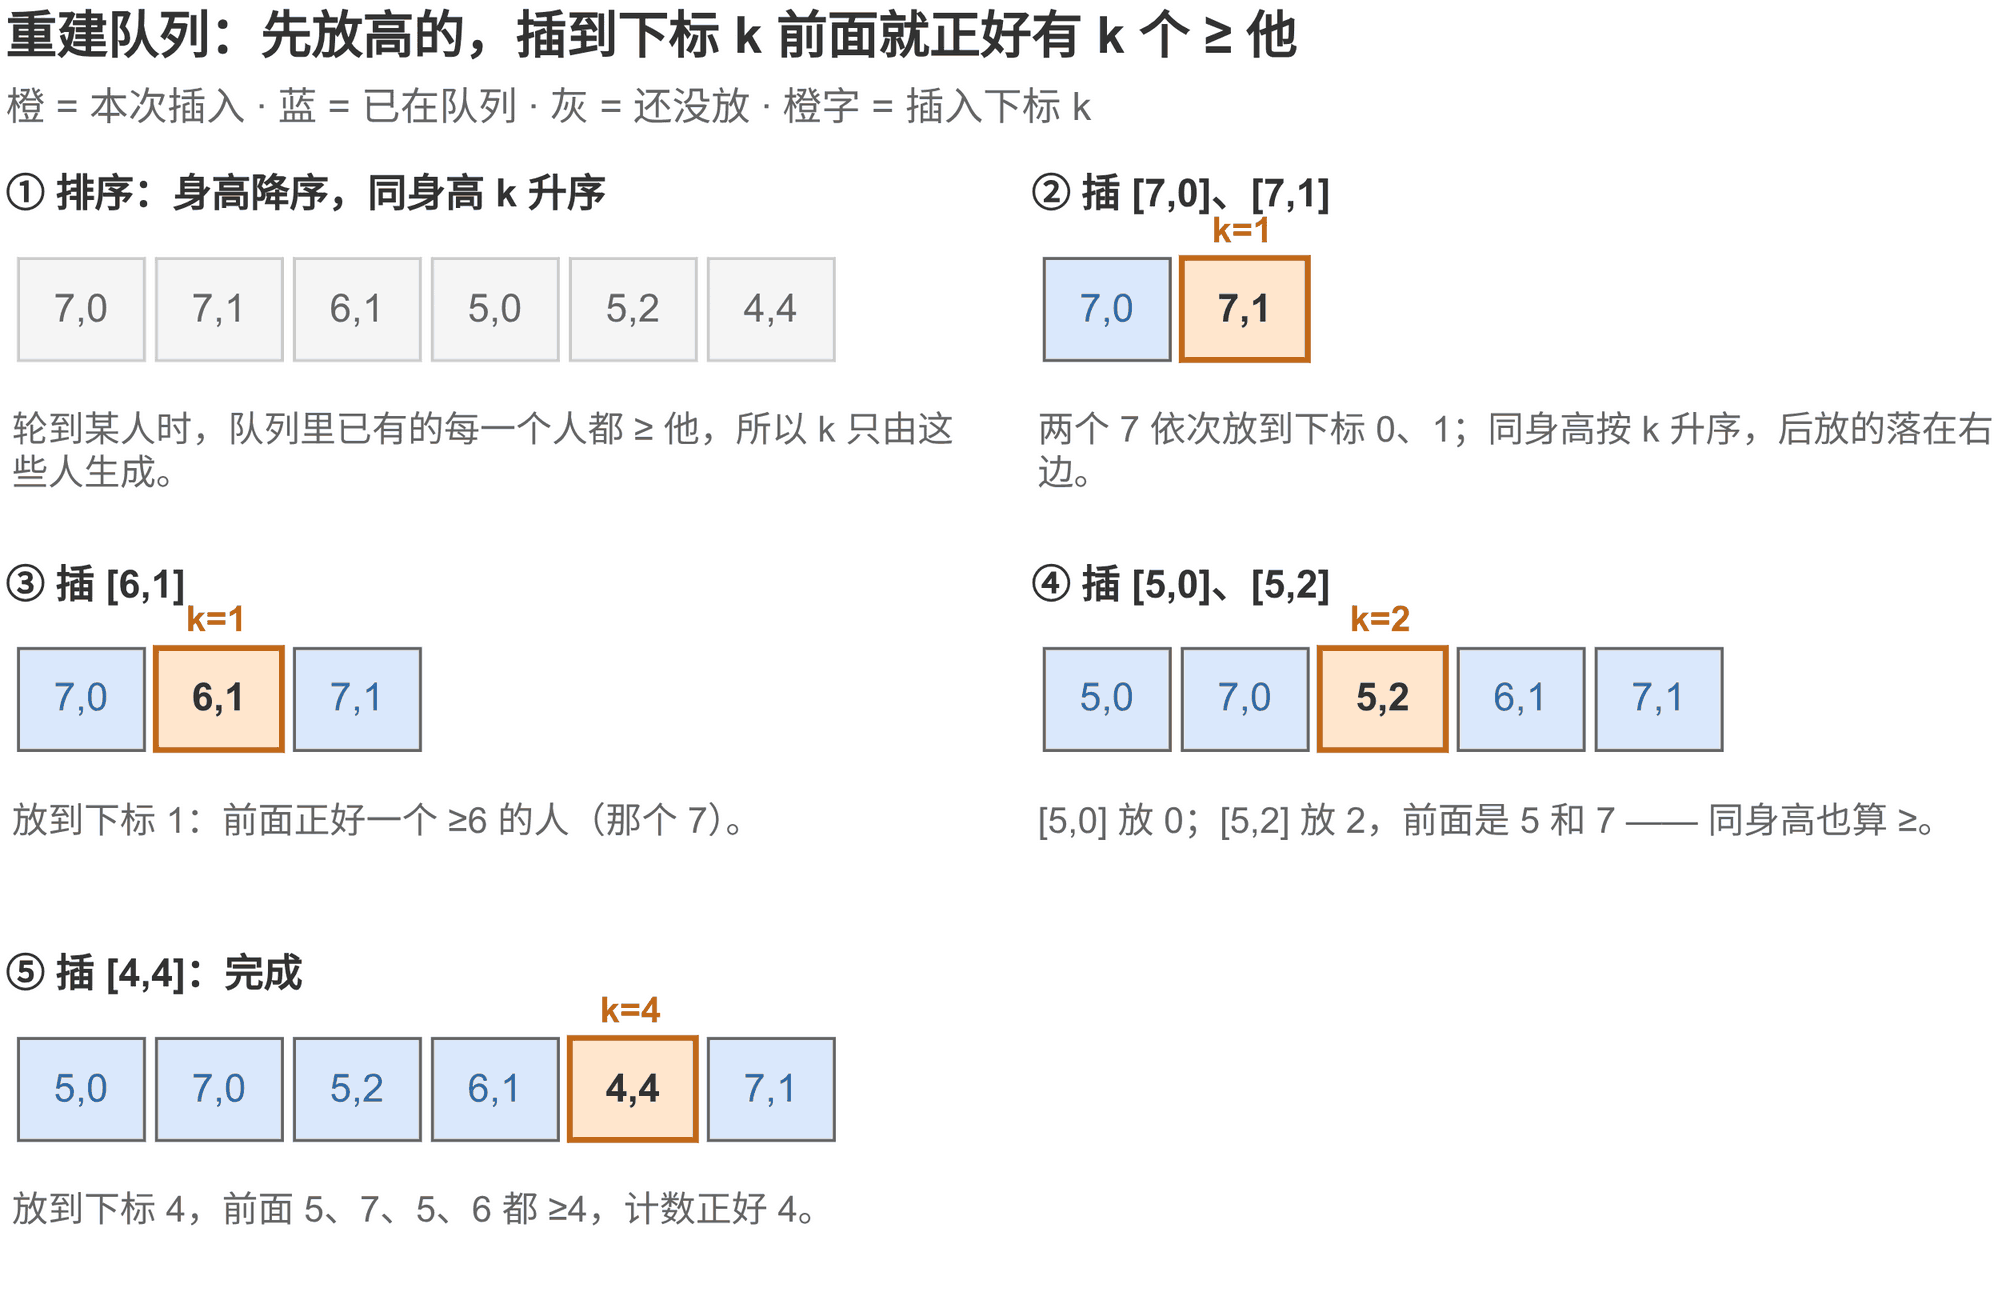 重建队列：先放高的，插到下标 k 前面就正好有 k 个 ≥ 他
橙 = 本次插入 · 蓝 = 已在队列 · 灰 = 还没放 · 橙字 = 插入下标 k
① 排序：身高降序，同身高 k 升序
7,0 7,1 6,1 5,0 5,2 4,4
轮到某人时，队列里已有的每一个人都 ≥ 他，所以 k 只由这
些人生成。
② 插 [7,0]、[7,1]
k=1
7,0 7,1
两个 7 依次放到下标 0、1；同身高按 k 升序，后放的落在右
边。
③ 插 [6,1]
k=1
7,0 6,1 7,1
放到下标 1：前面正好一个 ≥6 的人（那个 7）。
④ 插 [5,0]、[5,2]
k=2
5,0 7,0 5,2 6,1 7,1
[5,0] 放 0；[5,2] 放 2，前面是 5 和 7 —— 同身高也算 ≥。
⑤ 插 [4,4]：完成
k=4
5,0 7,0 5,2 6,1 4,4 7,1
放到下标 4，前面 5、7、5、6 都 ≥4，计数正好 4。